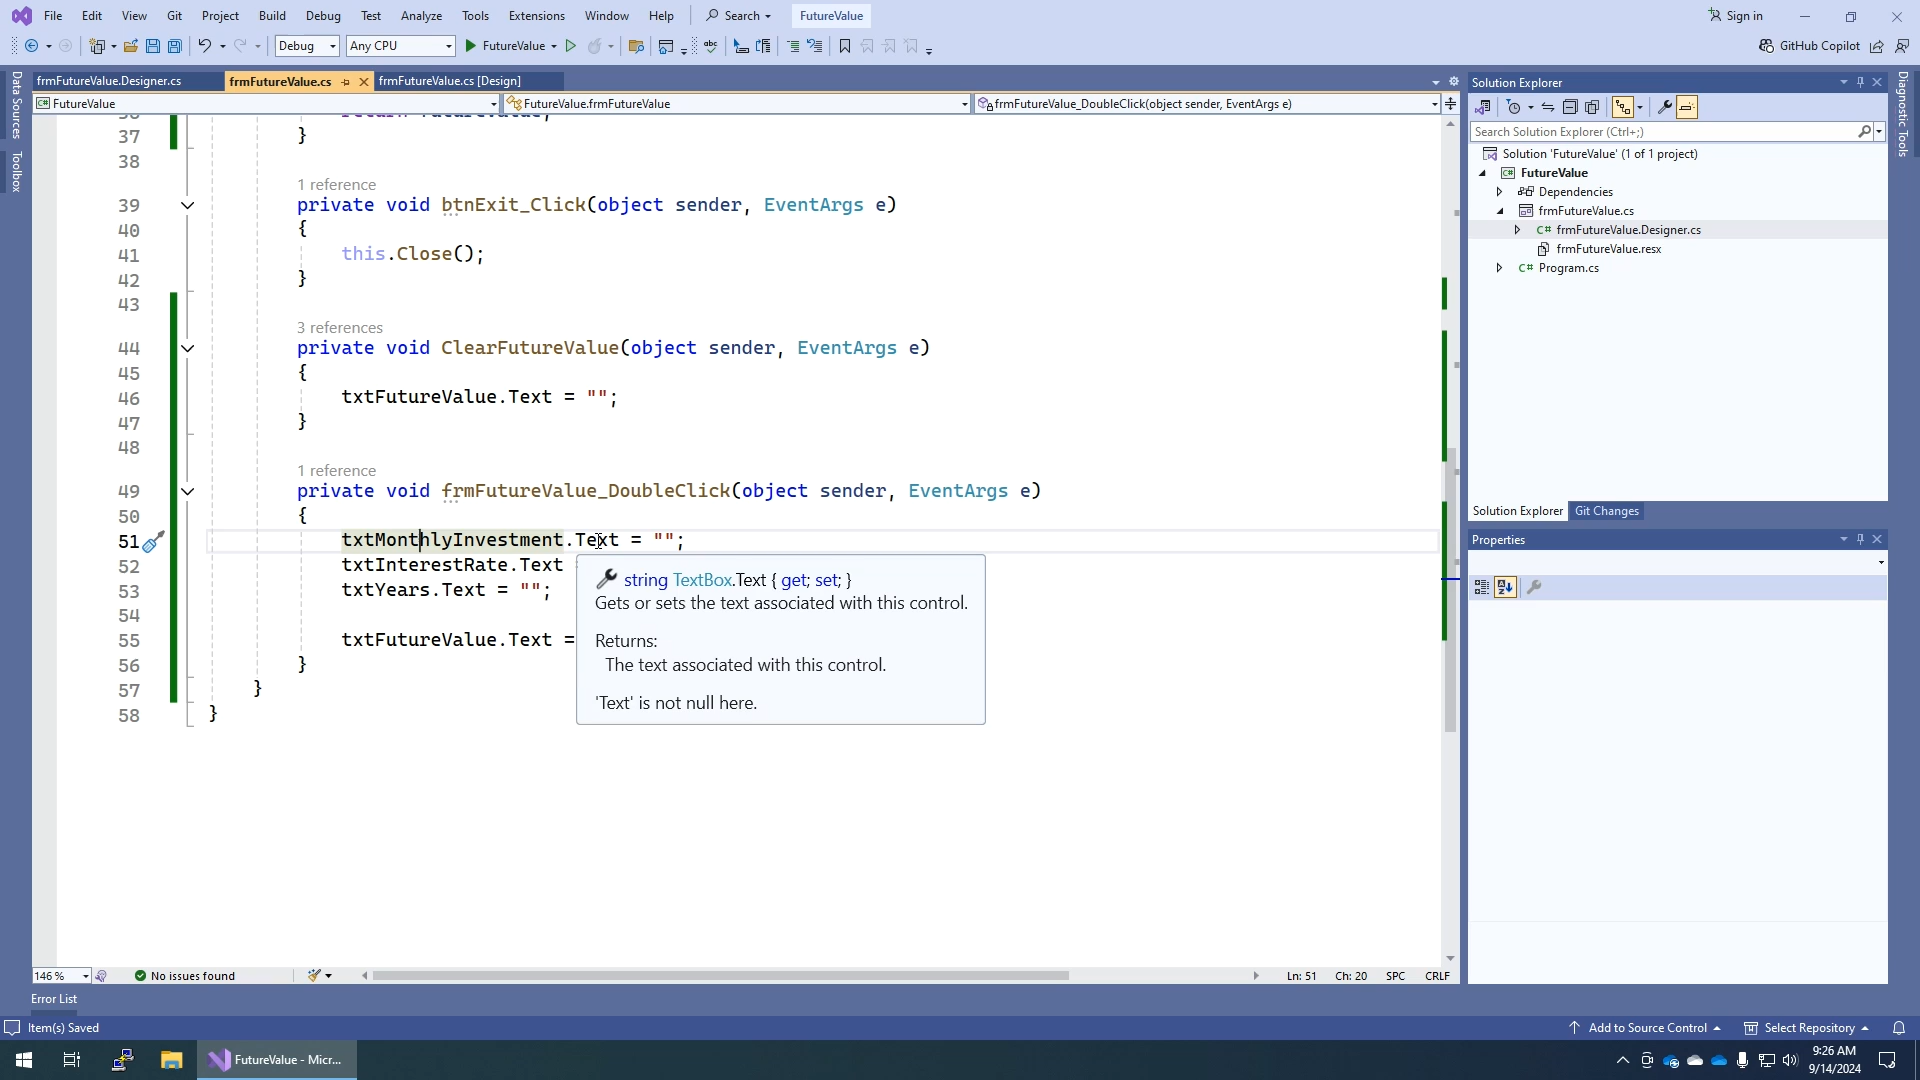 File Edit View Git Project Build Debug Test Analyze Tools Extensions Window Help Search FutureValue Sign in
Debug Any CPU FutureValue GitHub Copilot
frmFutureValue.Designer.cs frmFutureValue.cs frmFutureValue.cs [Design]
FutureValue FutureValue.frmFutureValue frmFutureValue_DoubleClick(object sender, EventArgs e)
Data Sources
Toolbox
37 }
38
1 reference
39 private void btnExit_Click(object sender, EventArgs e)
40 {
41 this.Close();
42 }
43
3 references
44 private void ClearFutureValue(object sender, EventArgs e)
45 {
46 txtFutureValue.Text = "";
47 }
48
1 reference
49 private void frmFutureValue_DoubleClick(object sender, EventArgs e)
50 {
51 txtMonthlyInvestment.Text = "";
52 txtInterestRate.Text
53 txtYears.Text = "";
54
55 txtFutureValue.Text =
56 }
57 }
58 }
string TextBox.Text { get; set; }
Gets or sets the text associated with this control.
Returns:
The text associated with this control.
'Text' is not null here.
146 % No issues found Ln: 51 Ch: 20 SPC CRLF
Error List
Solution Explorer
Search Solution Explorer (Ctrl+;)
Solution 'FutureValue' (1 of 1 project)
FutureValue
Dependencies
frmFutureValue.cs
C# frmFutureValue.Designer.cs
frmFutureValue.resx
C# Program.cs
Solution Explorer Git Changes
Properties
Diagnostic Tools
Item(s) Saved Add to Source Control Select Repository
FutureValue - Micr...
9:26 AM
9/14/2024